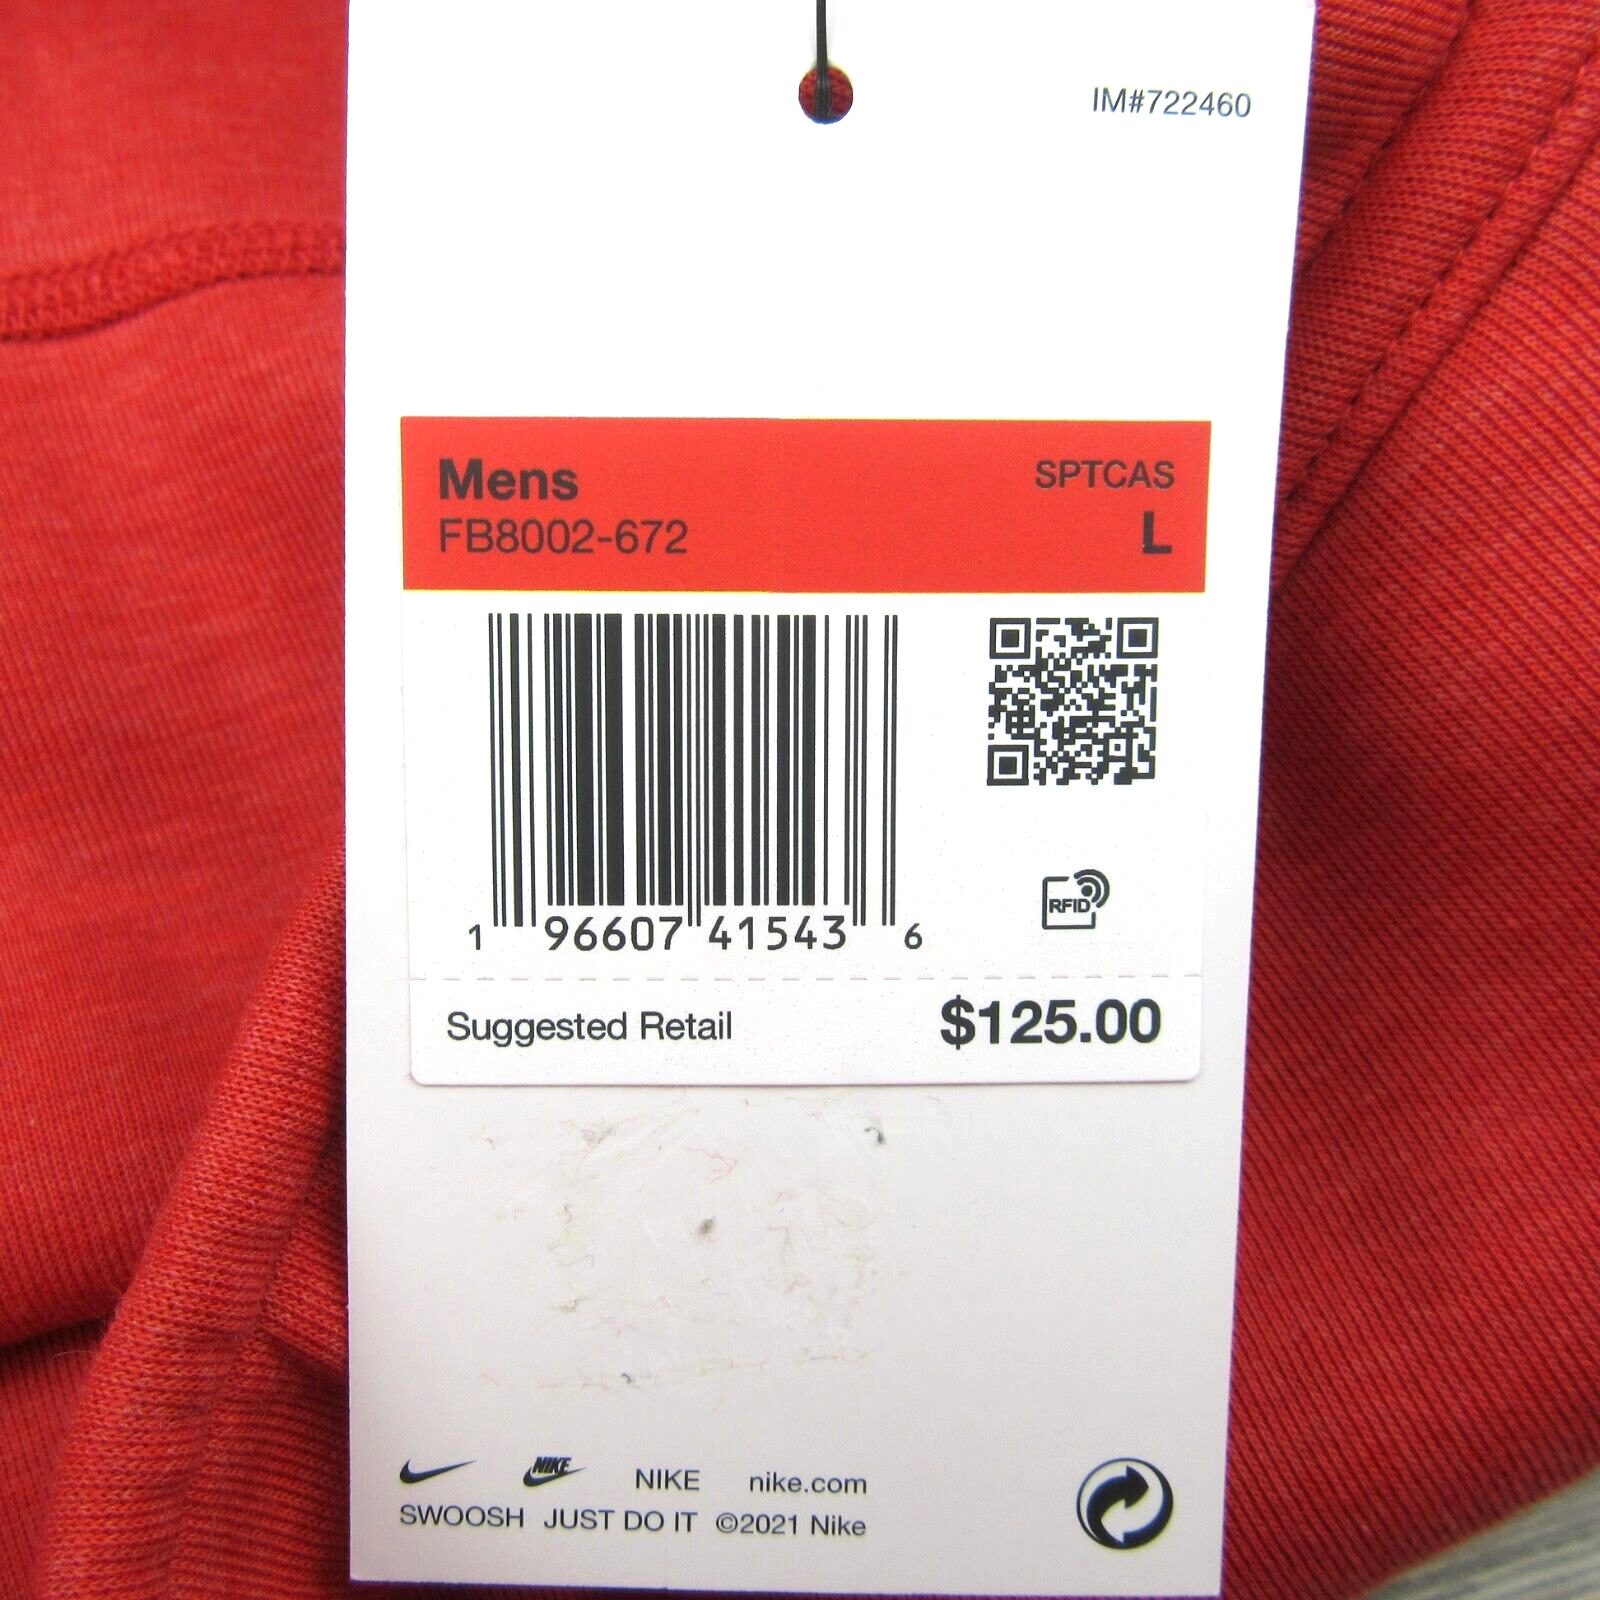 IM#722460
Mens SPTCAS
FB8002-672 L
1 96607 41543 6
RFID
Suggested Retail $125.00
NIKE NIKE nike.com
SWOOSH JUST DO IT ©2021 Nike